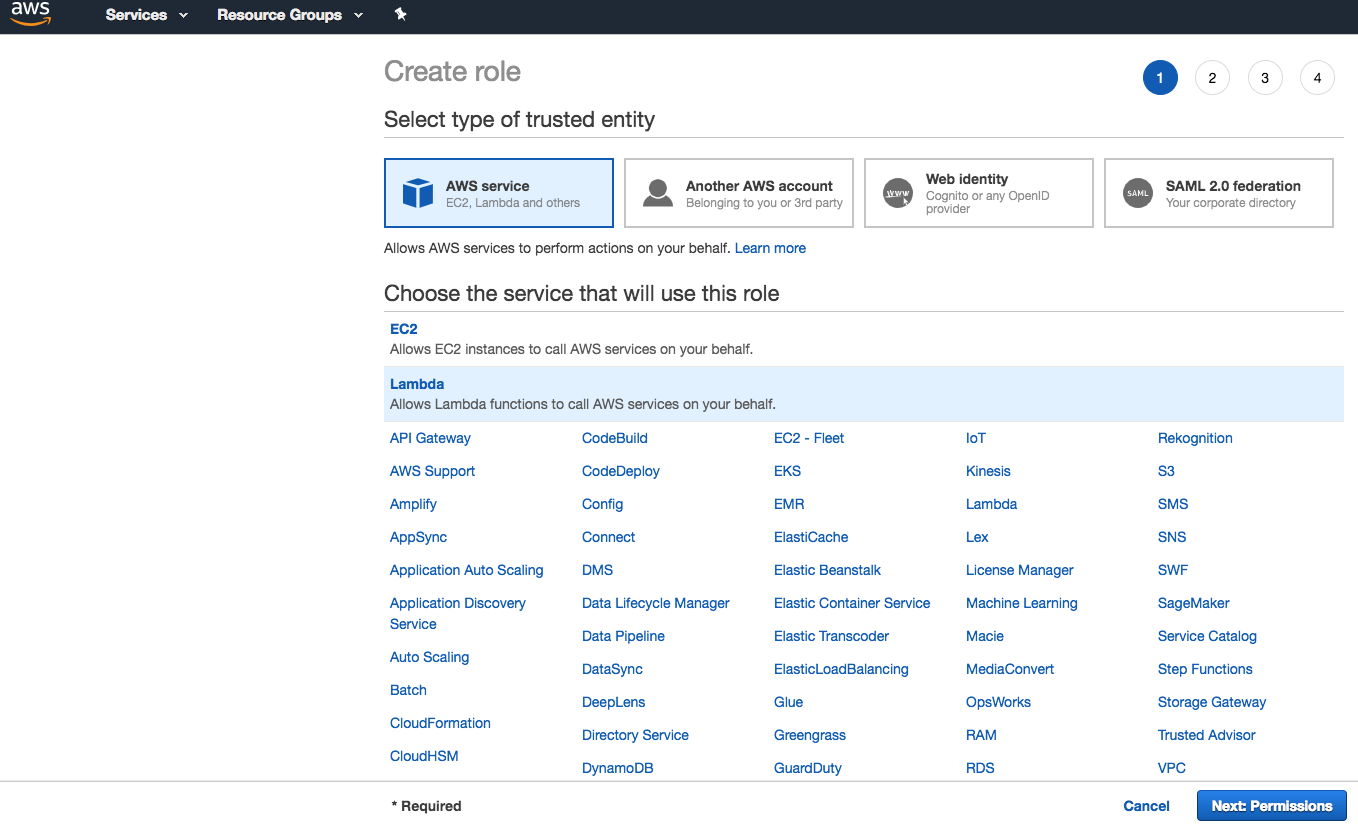 aws
Services
Resource Groups
Create role
1
2
3
4
Select type of trusted entity
AWS service
EC2, Lambda and others
Another AWS account
Belonging to you or 3rd party
www
Web identity
Cognito or any OpenID
provider
SAML
SAML 2.0 federation
Your corporate directory
Allows AWS services to perform actions on your behalf. Learn more
Choose the service that will use this role
EC2
Allows EC2 instances to call AWS services on your behalf.
Lambda
Allows Lambda functions to call AWS services on your behalf.
API Gateway
AWS Support
Amplify
AppSync
Application Auto Scaling
Application Discovery
Service
Auto Scaling
Batch
CloudFormation
CloudHSM
CodeBuild
CodeDeploy
Config
Connect
DMS
Data Lifecycle Manager
Data Pipeline
DataSync
DeepLens
Directory Service
DynamoDB
EC2 - Fleet
EKS
EMR
ElastiCache
Elastic Beanstalk
Elastic Container Service
Elastic Transcoder
ElasticLoadBalancing
Glue
Greengrass
GuardDuty
IoT
Kinesis
Lambda
Lex
License Manager
Machine Learning
Macie
MediaConvert
OpsWorks
RAM
RDS
Rekognition
S3
SMS
SNS
SWF
SageMaker
Service Catalog
Step Functions
Storage Gateway
Trusted Advisor
VPC
* Required
Cancel
Next: Permissions